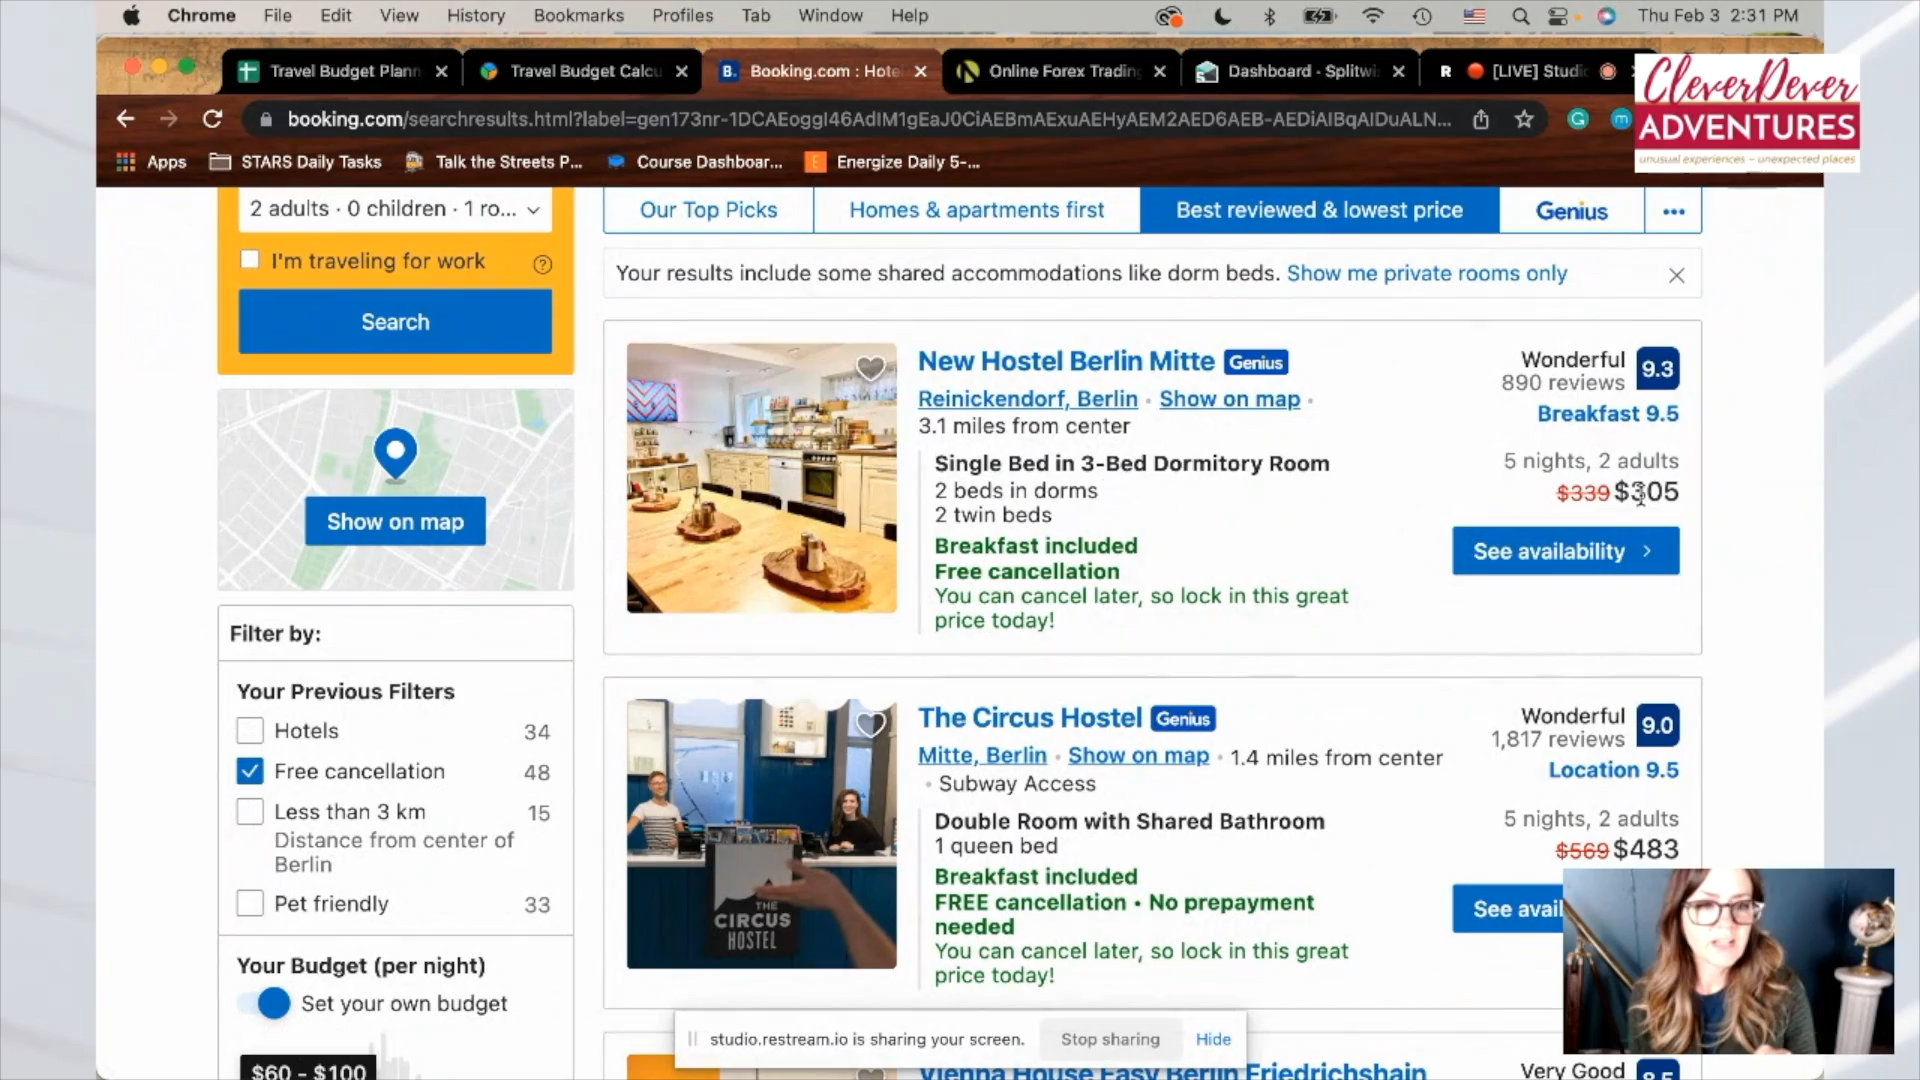 Chrome File Edit View History Bookmarks Profiles Tab Window Help Thu Feb 3 2:31 PM
Travel Budget Plann
Travel Budget Calcu
B. Booking.com : Hote
Online Forex Trading
Dashboard - Splitwi
R [LIVE] Studi
CleverDever
ADVENTURES
unusual experiences – unexpected places
booking.com/searchresults.html?label=gen173nr-1DCAEoggI46AdIM1gEaJ0CiAEBmAExuAEHyAEM2AED6AEB-AEDiAIBqAIDuALN...
Apps STARS Daily Tasks Talk the Streets P... Course Dashboar... E Energize Daily 5-...
2 adults · 0 children · 1 ro...
I'm traveling for work
Search
Our Top Picks
Homes & apartments first
Best reviewed & lowest price
Genius
Your results include some shared accommodations like dorm beds. Show me private rooms only
Show on map
Filter by:
Your Previous Filters
Hotels 34
Free cancellation 48
Less than 3 km 15
Distance from center of
Berlin
Pet friendly 33
Your Budget (per night)
Set your own budget
$60 - $100
New Hostel Berlin Mitte Genius
Reinickendorf, Berlin · Show on map ·
3.1 miles from center
Single Bed in 3-Bed Dormitory Room
2 beds in dorms
2 twin beds
Breakfast included
Free cancellation
You can cancel later, so lock in this great
price today!
Wonderful 9.3
890 reviews
Breakfast 9.5
5 nights, 2 adults
$339 $305
See availability
THE
CIRCUS
HOSTEL
The Circus Hostel Genius
Mitte, Berlin · Show on map · 1.4 miles from center
· Subway Access
Double Room with Shared Bathroom
1 queen bed
Breakfast included
FREE cancellation • No prepayment
needed
You can cancel later, so lock in this great
price today!
Wonderful 9.0
1,817 reviews
Location 9.5
5 nights, 2 adults
$569 $483
See avail
studio.restream.io is sharing your screen. Stop sharing Hide
Vienna House Easy Berlin Friedrichshain
Very Good 8.5